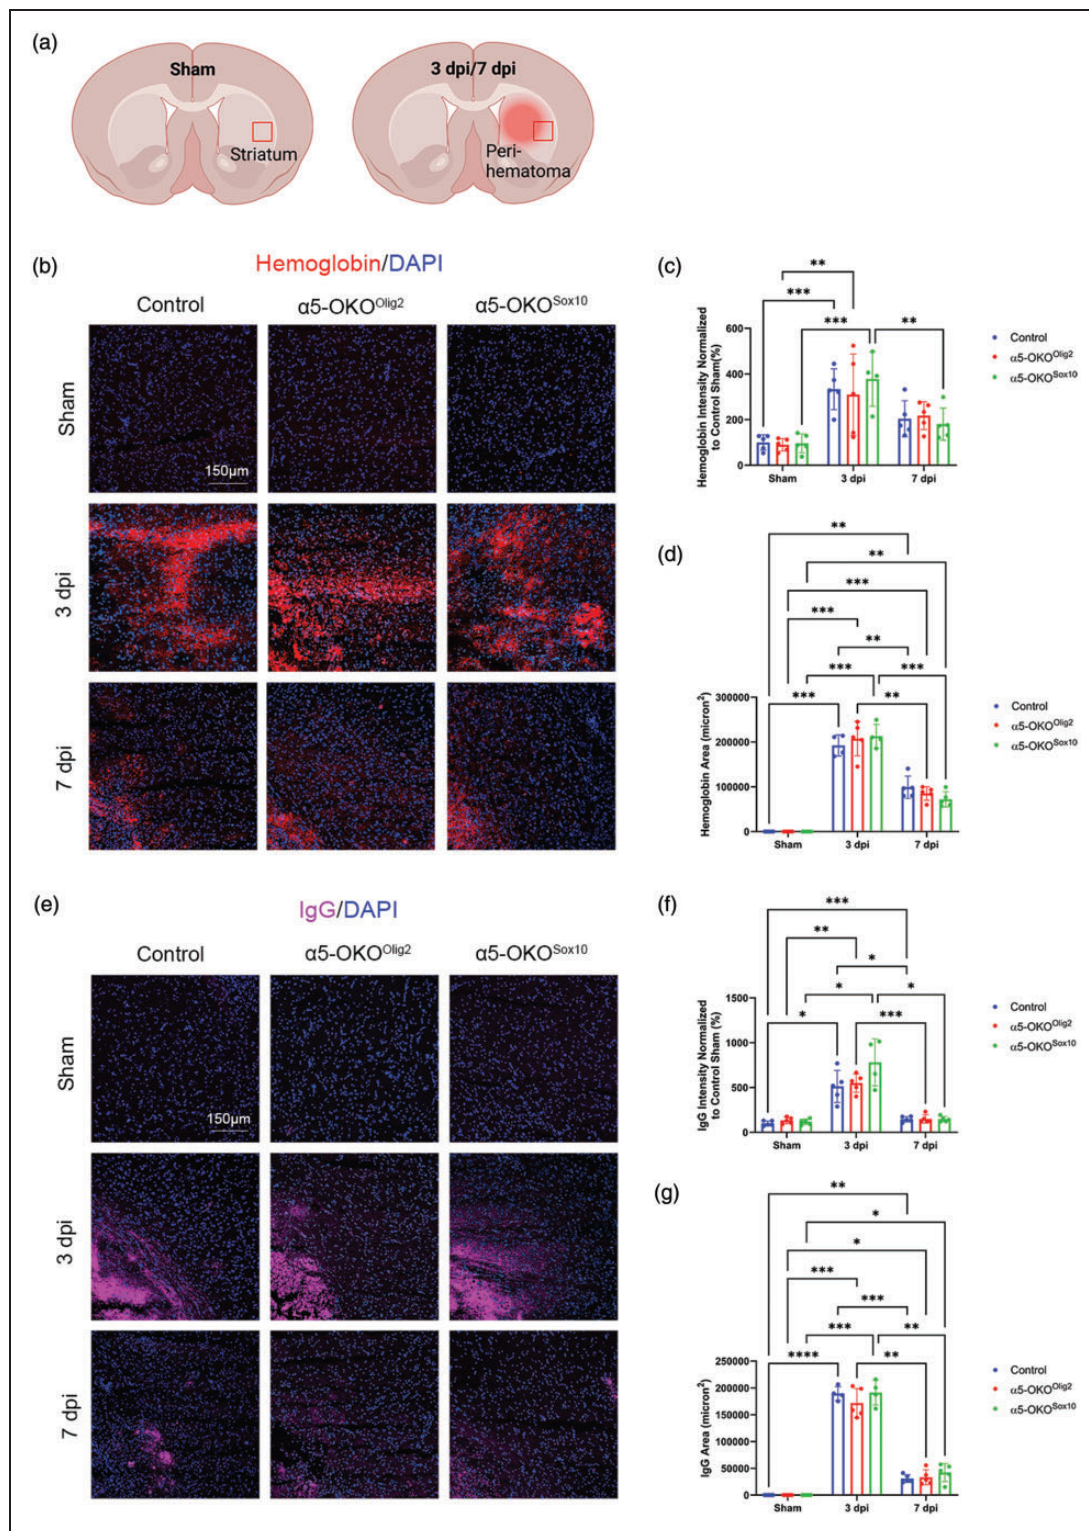 (a)
Sham
Striatum
3 dpi/7 dpi
Peri-
hematoma
(b)
Hemoglobin/DAPI
Control
α5-OKO^Olig2
α5-OKO^Sox10
Sham
150µm
3 dpi
7 dpi
(c)
**
***
***
**
Hemoglobin Intensity Normalized
to Control Sham(%)
600
400
200
0
Sham
3 dpi
7 dpi
Control
α5-OKO^Olig2
α5-OKO^Sox10
(d)
**
**
***
***
**
***
***
***
**
Hemoglobin Area (micron²)
300000
200000
100000
0
Sham
3 dpi
7 dpi
Control
α5-OKO^Olig2
α5-OKO^Sox10
(e)
IgG/DAPI
Control
α5-OKO^Olig2
α5-OKO^Sox10
Sham
150µm
3 dpi
7 dpi
(f)
***
**
*
*
*
*
***
IgG Intensity Normalized
to Control Sham (%)
1500
1000
500
0
Sham
3 dpi
7 dpi
Control
α5-OKO^Olig2
α5-OKO^Sox10
(g)
**
*
*
***
***
***
**
****
**
IgG Area (micron²)
250000
200000
150000
100000
50000
0
Sham
3 dpi
7 dpi
Control
α5-OKO^Olig2
α5-OKO^Sox10